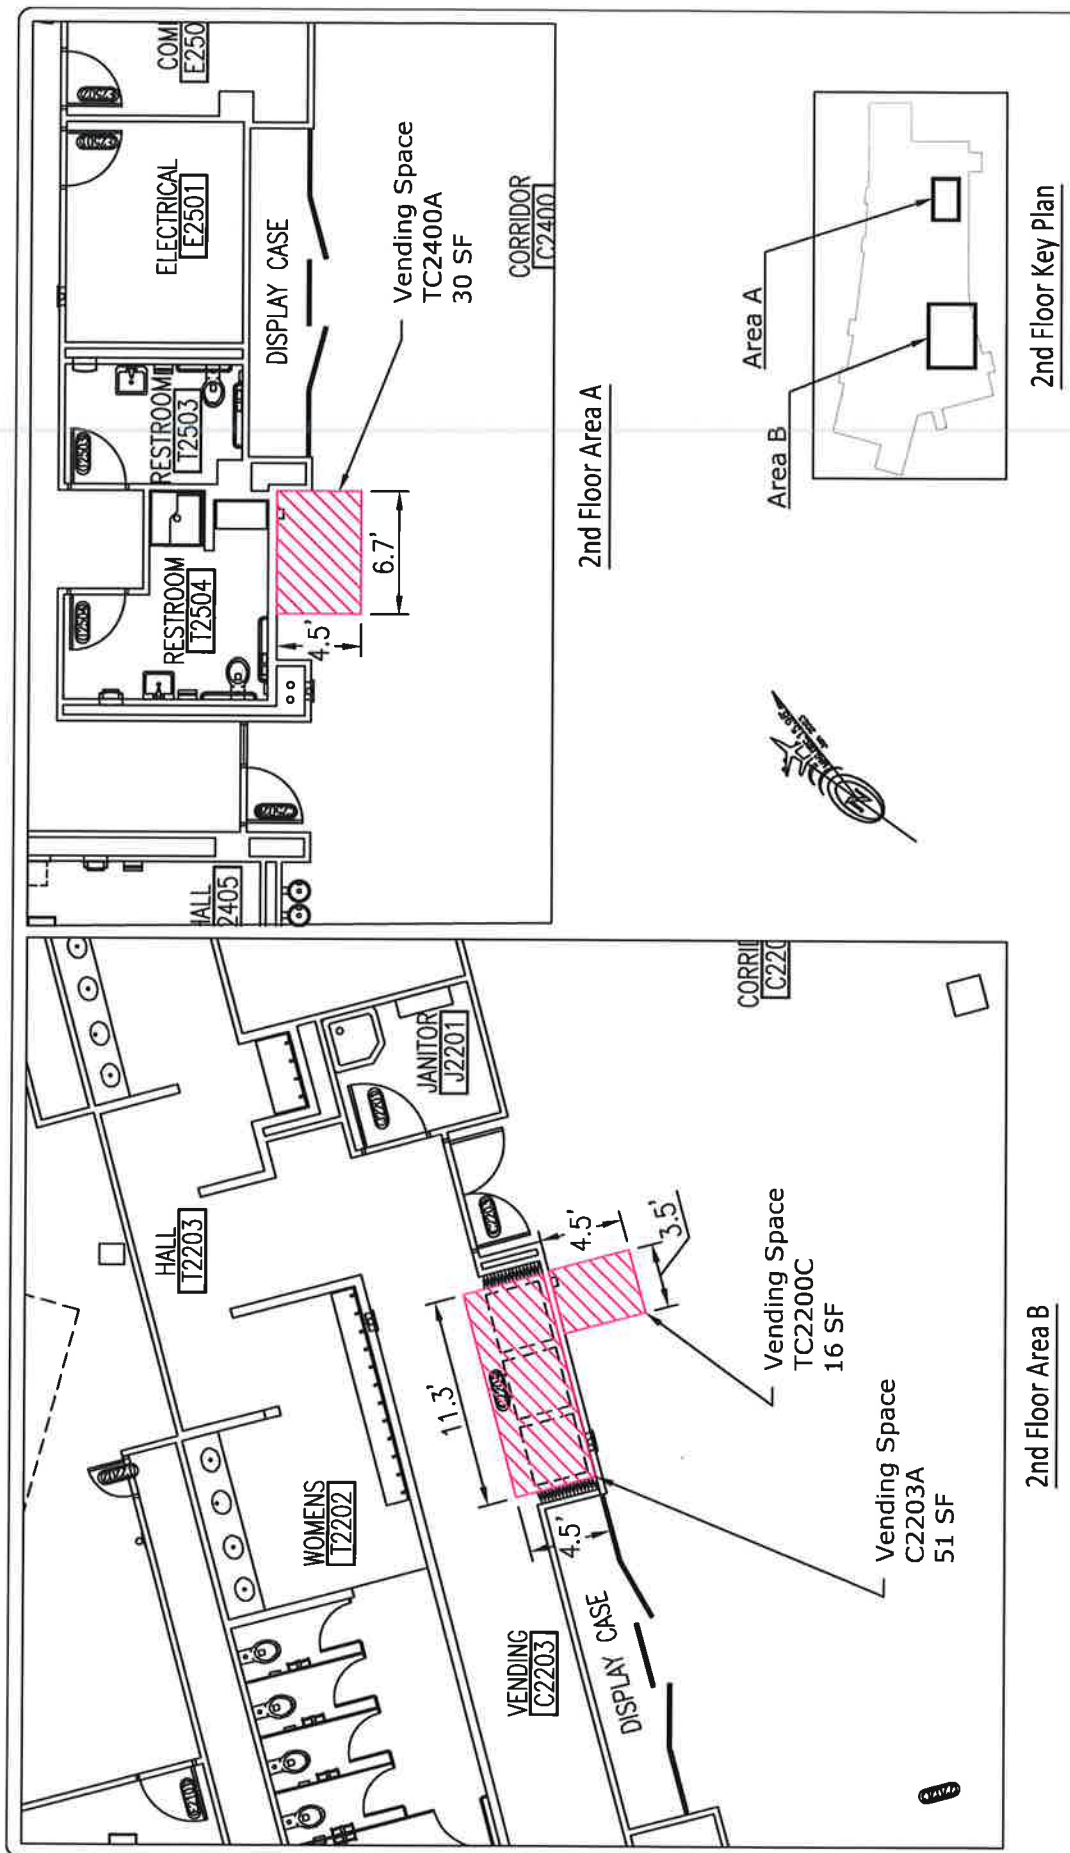 COM
E250
ELECTRICAL
E2501
DISPLAY CASE
RESTROOM
T2503
RESTROOM
T2504
HALL
2405
Vending Space
TC2400A
30 SF
CORRIDOR
C2400
6.7'
4.5'
2nd Floor Area A
HALL
T2203
WOMENS
T2202
JANITOR
J2201
CORRID
C220
VENDING
C2203
DISPLAY CASE
11.3'
4.5'
4.5'
3.5'
Vending Space
TC2200C
16 SF
Vending Space
C2203A
51 SF
2nd Floor Area B
Area A
Area B
2nd Floor Key Plan